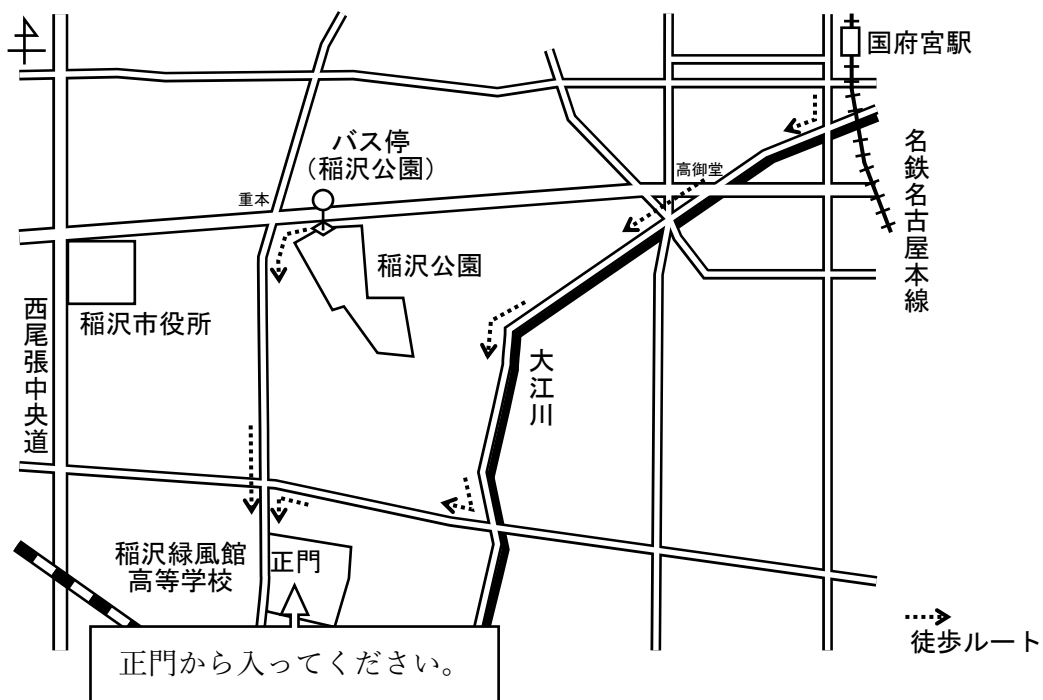 国府宮駅
バス停
(稲沢公園)
高御堂
重本
名鉄名古屋本線
稲沢公園
稲沢市役所
西尾張中央道
大江川
稲沢緑風館
高等学校
正門
徒歩ルート
正門から入ってください。